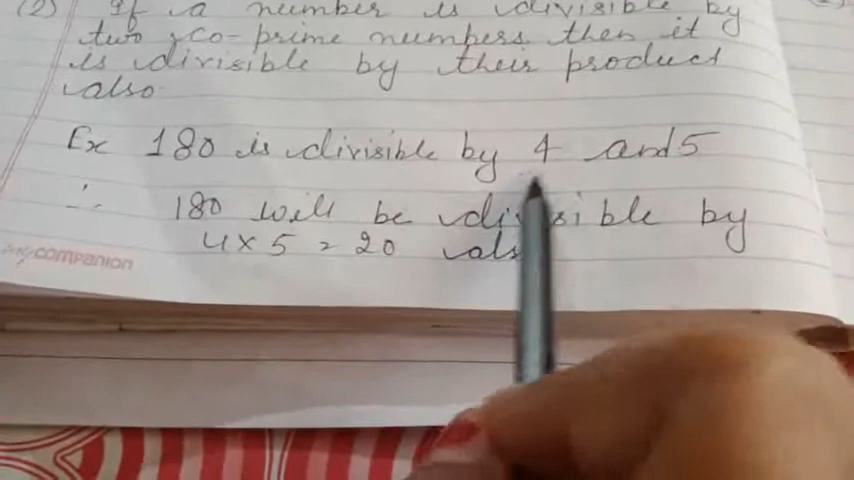 (2) If a number is divisible by
two co-prime numbers then it
is divisible by their product
also.
Ex 180 is divisible by 4 and 5
∴ 180 will be divisible by
4 x 5 = 20 also
companion